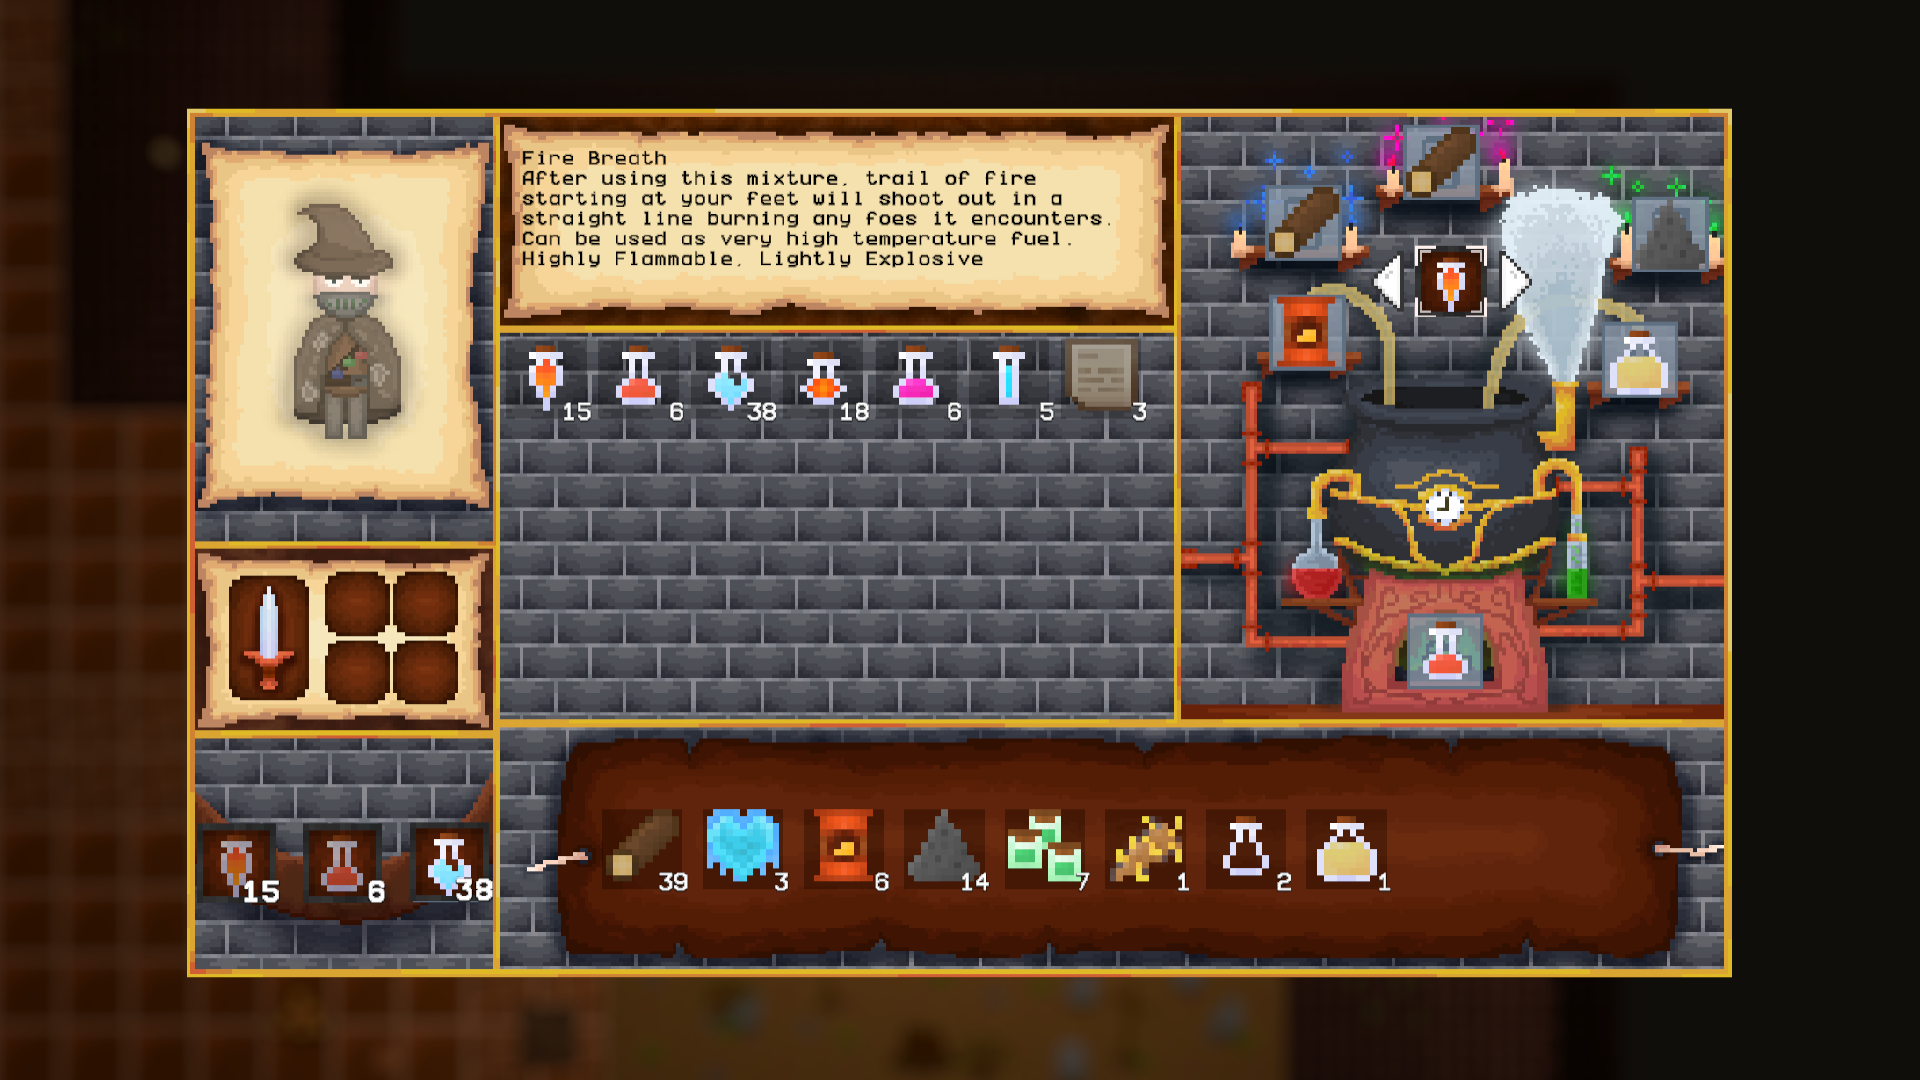 Fire Breath
After using this mixture, trail of fire
starting at your feet will shoot out in a
straight line burning any foes it encounters.
Can be used as very high temperature fuel.
Highly Flammable, Lightly Explosive
15 6 38 18 6 5 3
15 6 38
39 3 6 14 7 1 2 1